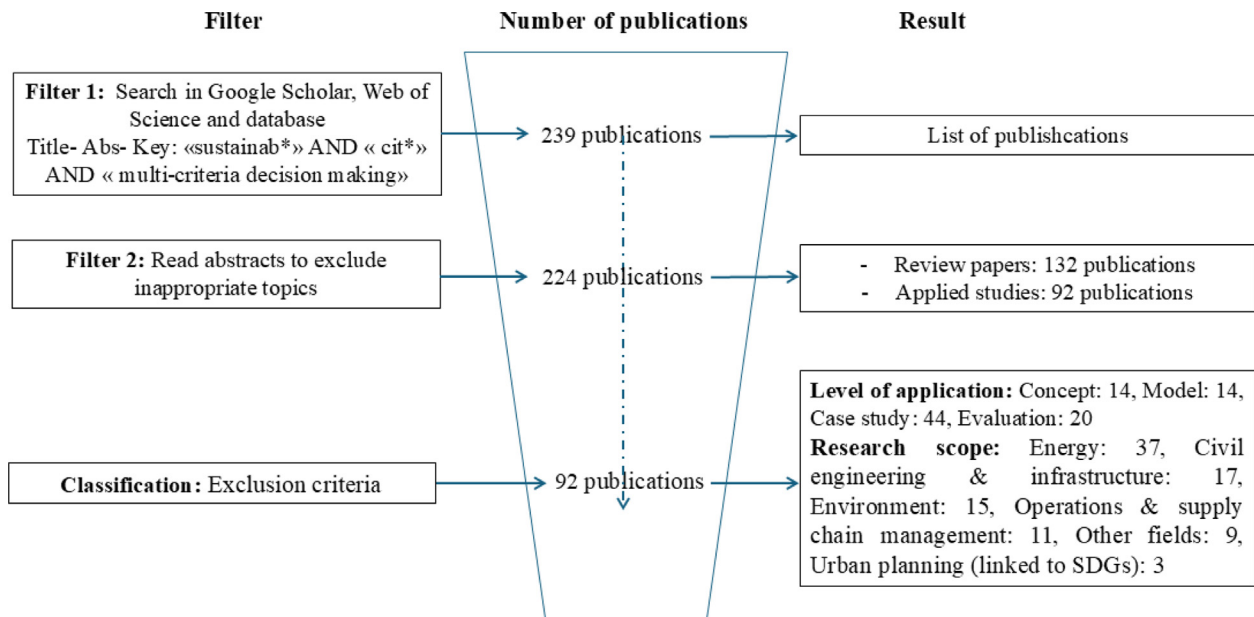 Filter
Number of publications
Result
Filter 1: Search in Google Scholar, Web of
Science and database
Title- Abs- Key: «sustainab*» AND « cit*»
AND « multi-criteria decision making»
239 publications
List of publishcations
Filter 2: Read abstracts to exclude
inappropriate topics
224 publications
- Review papers: 132 publications
- Applied studies: 92 publications
Classification: Exclusion criteria
92 publications
Level of application: Concept: 14, Model: 14,
Case study: 44, Evaluation: 20
Research scope: Energy: 37, Civil
engineering & infrastructure: 17,
Environment: 15, Operations & supply
chain management: 11, Other fields: 9,
Urban planning (linked to SDGs): 3